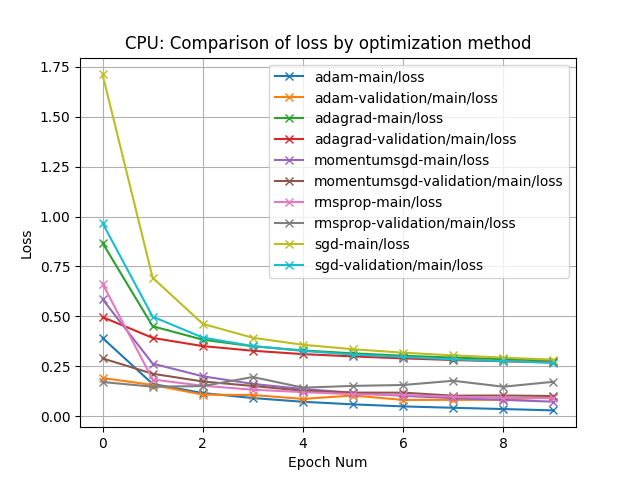 CPU: Comparison of loss by optimization method
1.75
1.50
1.25
1.00
0.75
0.50
0.25
0.00
Loss
adam-main/loss
adam-validation/main/loss
adagrad-main/loss
adagrad-validation/main/loss
momentumsgd-main/loss
momentumsgd-validation/main/loss
rmsprop-main/loss
rmsprop-validation/main/loss
sgd-main/loss
sgd-validation/main/loss
0 2 4 6 8
Epoch Num